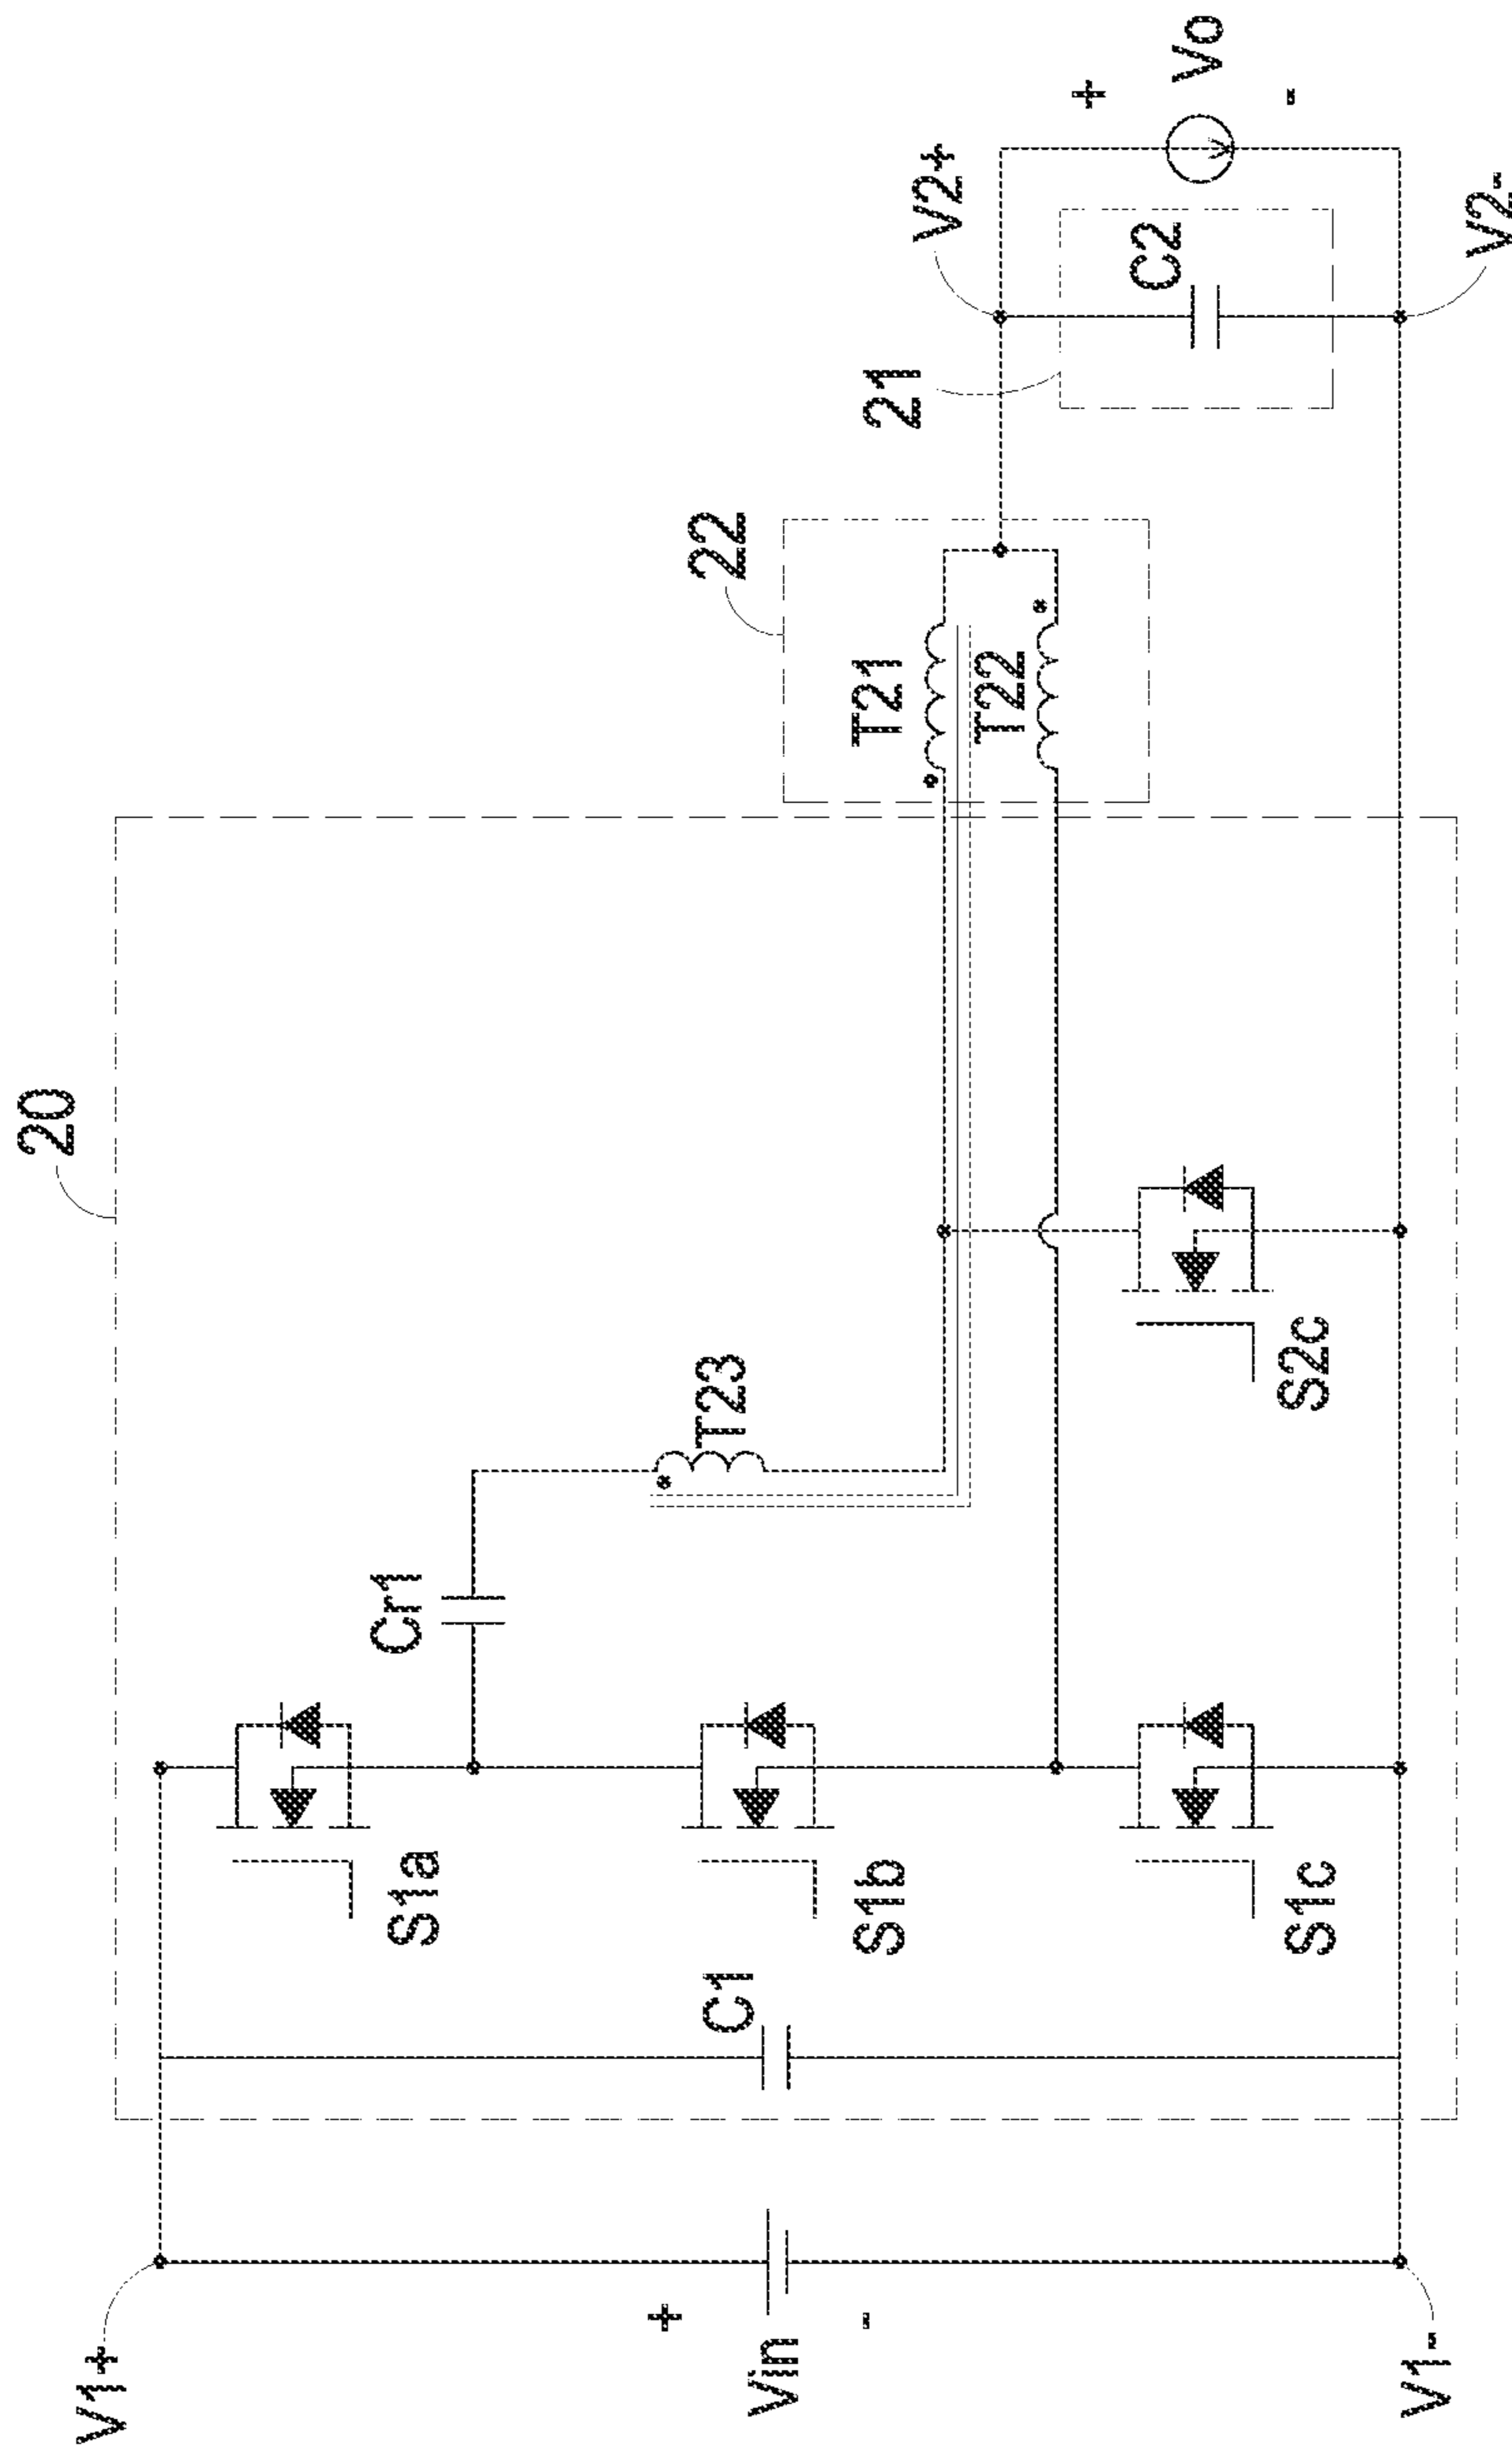 20
V1+
S1a
Cr1
22
T23
T21
T22
21
V2+
+
Vo
-
C2
+
Vin
-
C1
S1b
S1c
S2c
V1-
V2-